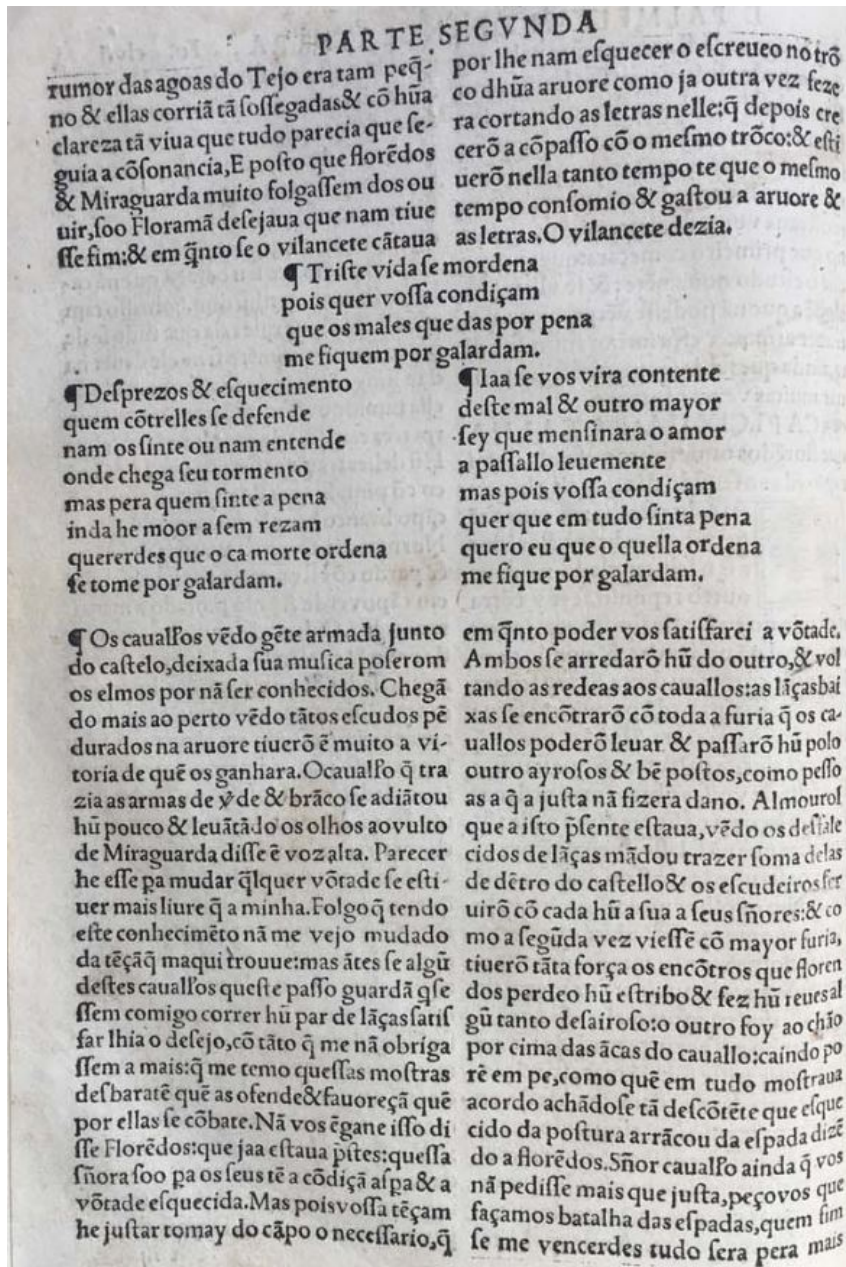 PARTE SEGVNDA
rumor das agoas do Tejo era tam peq̃-
no & ellas corriã tã ſoſſegadas & cõ hũa
clareza tã viua que tudo parecia que ſe-
guia a cõſonancia, E poſto que florẽdos
& Miraguarda muito folgaſſem dos ou
uir, ſoo Floramã deſejaua que nam tiue
ſſe fim: & em q̃nto ſe o vilancete cãtaua
por lhe nam eſquecer o eſcreueo no trõ
co dhũa aruore como ja outra vez feze
ra cortando as letras nelle: q̃ depois cre
cerõ a cõpaſſo cõ o meſmo trõco: & eſti
uerõ nella tanto tempo te que o meſmo
tempo conſomio & gaſtou a aruore &
as letras. O vilancete dezia.
¶ Triſte vida ſe mordena
pois quer voſſa condiçam
que os males que das por pena
me fiquem por galardam.
¶ Deſprezos & eſquecimento
quem cõtrelles ſe defende
nam os ſinte ou nam entende
onde chega ſeu tormento
mas pera quem ſinte a pena
inda he moor a ſem rezam
quererdes que o ca morte ordena
ſe tome por galardam.
¶ Iaa ſe vos vira contente
deſte mal & outro mayor
ſey que menſinara o amor
a paſſallo leuemente
mas pois voſſa condiçam
quer que em tudo ſinta pena
quero eu que o quella ordena
me fique por galardam.
¶ Os cauallros vẽdo gẽte armada junto
do caſtelo, deixada ſua muſica poſerom
os elmos por nã ſer conhecidos. Chegã
do mais ao perto vẽdo tãtos eſcudos pẽ
durados na aruore tiuerõ ẽ muito a vi-
toria de quẽ os ganhara. O cauallro q̃ tra
zia as armas de v̾de & brãco ſe adiãtou
hũ pouco & leuãtãdo os olhos ao vulto
de Miraguarda diſſe ẽ voz alta. Parecer
he eſſe p̱a mudar q̃lquer võtade ſe eſti-
uer mais liure q̃ a minha. Folgo q̃ tendo
eſte conhecimẽto nã me vejo mudado
da tẽçã q̃ maqui trouue: mas ãtes ſe algũ
deſtes cauallros queſte paſſo guardã q̃ſe
ſſem comigo correr hũ par de lãças ſatiſ
far lhia o deſejo, cõ tãto q̃ me nã obriga
ſſem a mais: q̃ me temo queſſas moſtras
deſbaratẽ quẽ as ofende & fauoreçã quẽ
por ellas ſe cõbate. Nã vos ẽgane iſſo di
ſſe Florẽdos: que jaa eſtaua p̃ſtes: queſſa
ſñora ſoo p̱a os ſeus tẽ a cõdiçã aſp̱a & a
võtade eſquecida. Mas pois voſſa tẽçam
he juſtar tomay do cãpo o neceſſario, q̃
em q̃nto poder vos ſatiſfarei a võtade.
Ambos ſe arredarõ hũ do outro, & vol
tando as redeas aos cauallos: as lãças bai
xas ſe encõtrarõ cõ toda a furia q̃ os ca-
uallos poderõ leuar & paſſarõ hũ polo
outro ayroſos & bẽ poſtos, como peſſo
as a q̃ a juſta nã fizera dano. Almourol
que a iſto p̃ſente eſtaua, vẽdo os deſfale
cidos de lãças mãdou trazer ſoma delas
de dẽtro do caſtello & os eſcudeiros ſer
uirõ cõ cada hũ a ſua a ſeus ſñores: & co
mo a ſegũda vez vieſſẽ cõ mayor furia,
tiuerõ tãta força os encõtros que floren
dos perdeo hũ eſtribo & fez hũ reues al
gũ tanto deſairoſo: o outro foy ao chão
por cima das ãcas do cauallo: caindo po
rẽ em pe, como quẽ em tudo moſtraua
acordo achãdoſe tã deſcõtẽte que eſque
cido da poſtura arrãcou da eſpada dizẽ
do a florẽdos. Sñor cauallro ainda q̃ vos
nã pediſſe mais que juſta, peçovos que
façamos batalha das eſpadas, quem ſim
ſe me vencerdes tudo ſera pera mais